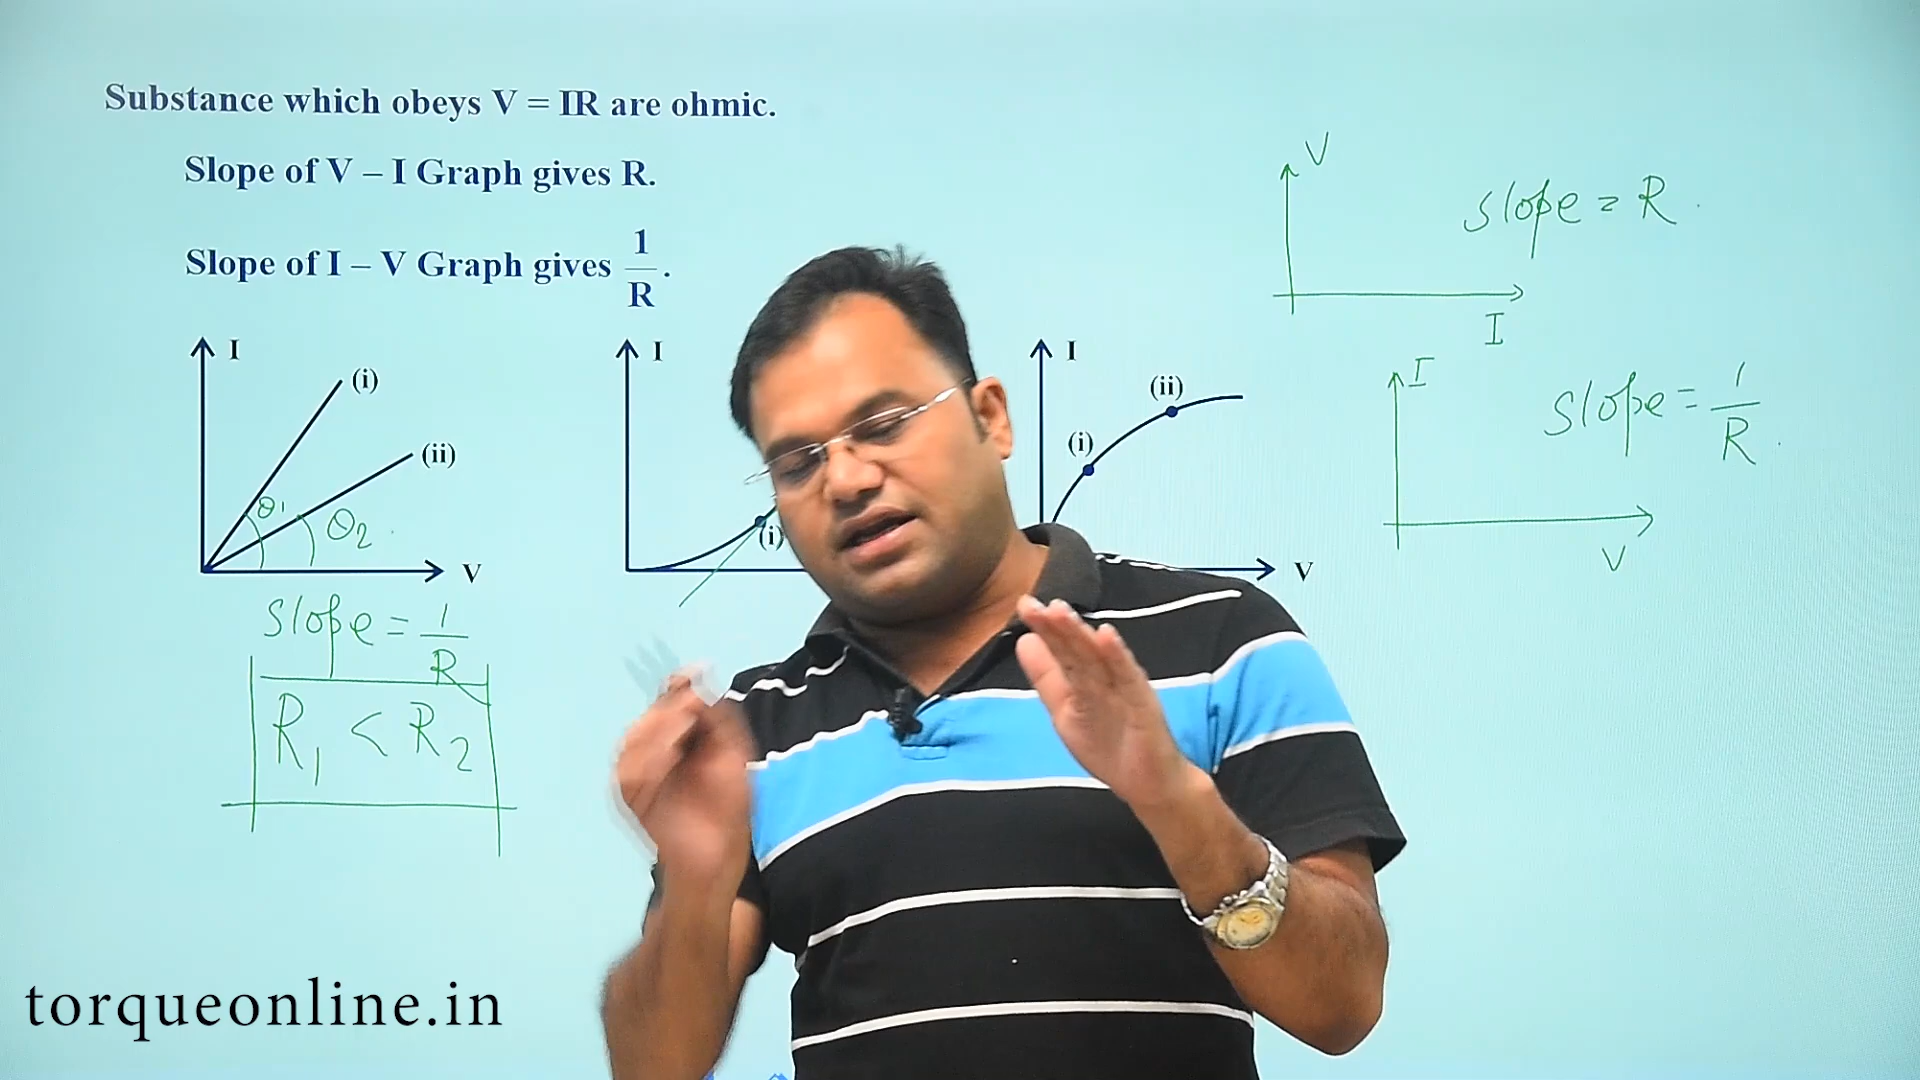 Substance which obeys V = IR are ohmic.
Slope of V – I Graph gives R.
Slope of I – V Graph gives 1/R.
V
slope = R.
I
I
(i)
(ii)
θ1
θ2
V
slope = 1/R
R1 < R2
I
(i)
I
(i)
(ii)
V
I
slope = 1/R.
V
torqueonline.in